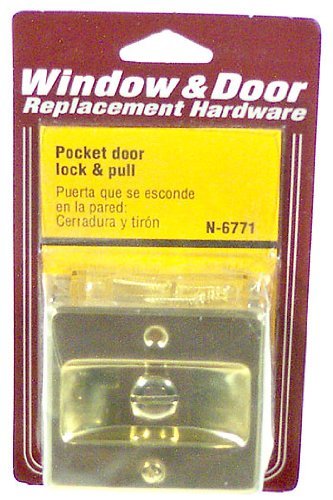 Window & Door
Replacement Hardware
Pocket door
lock & pull
Puerta que se esconde
en la pared:
Cerradura y tirón
N-6771